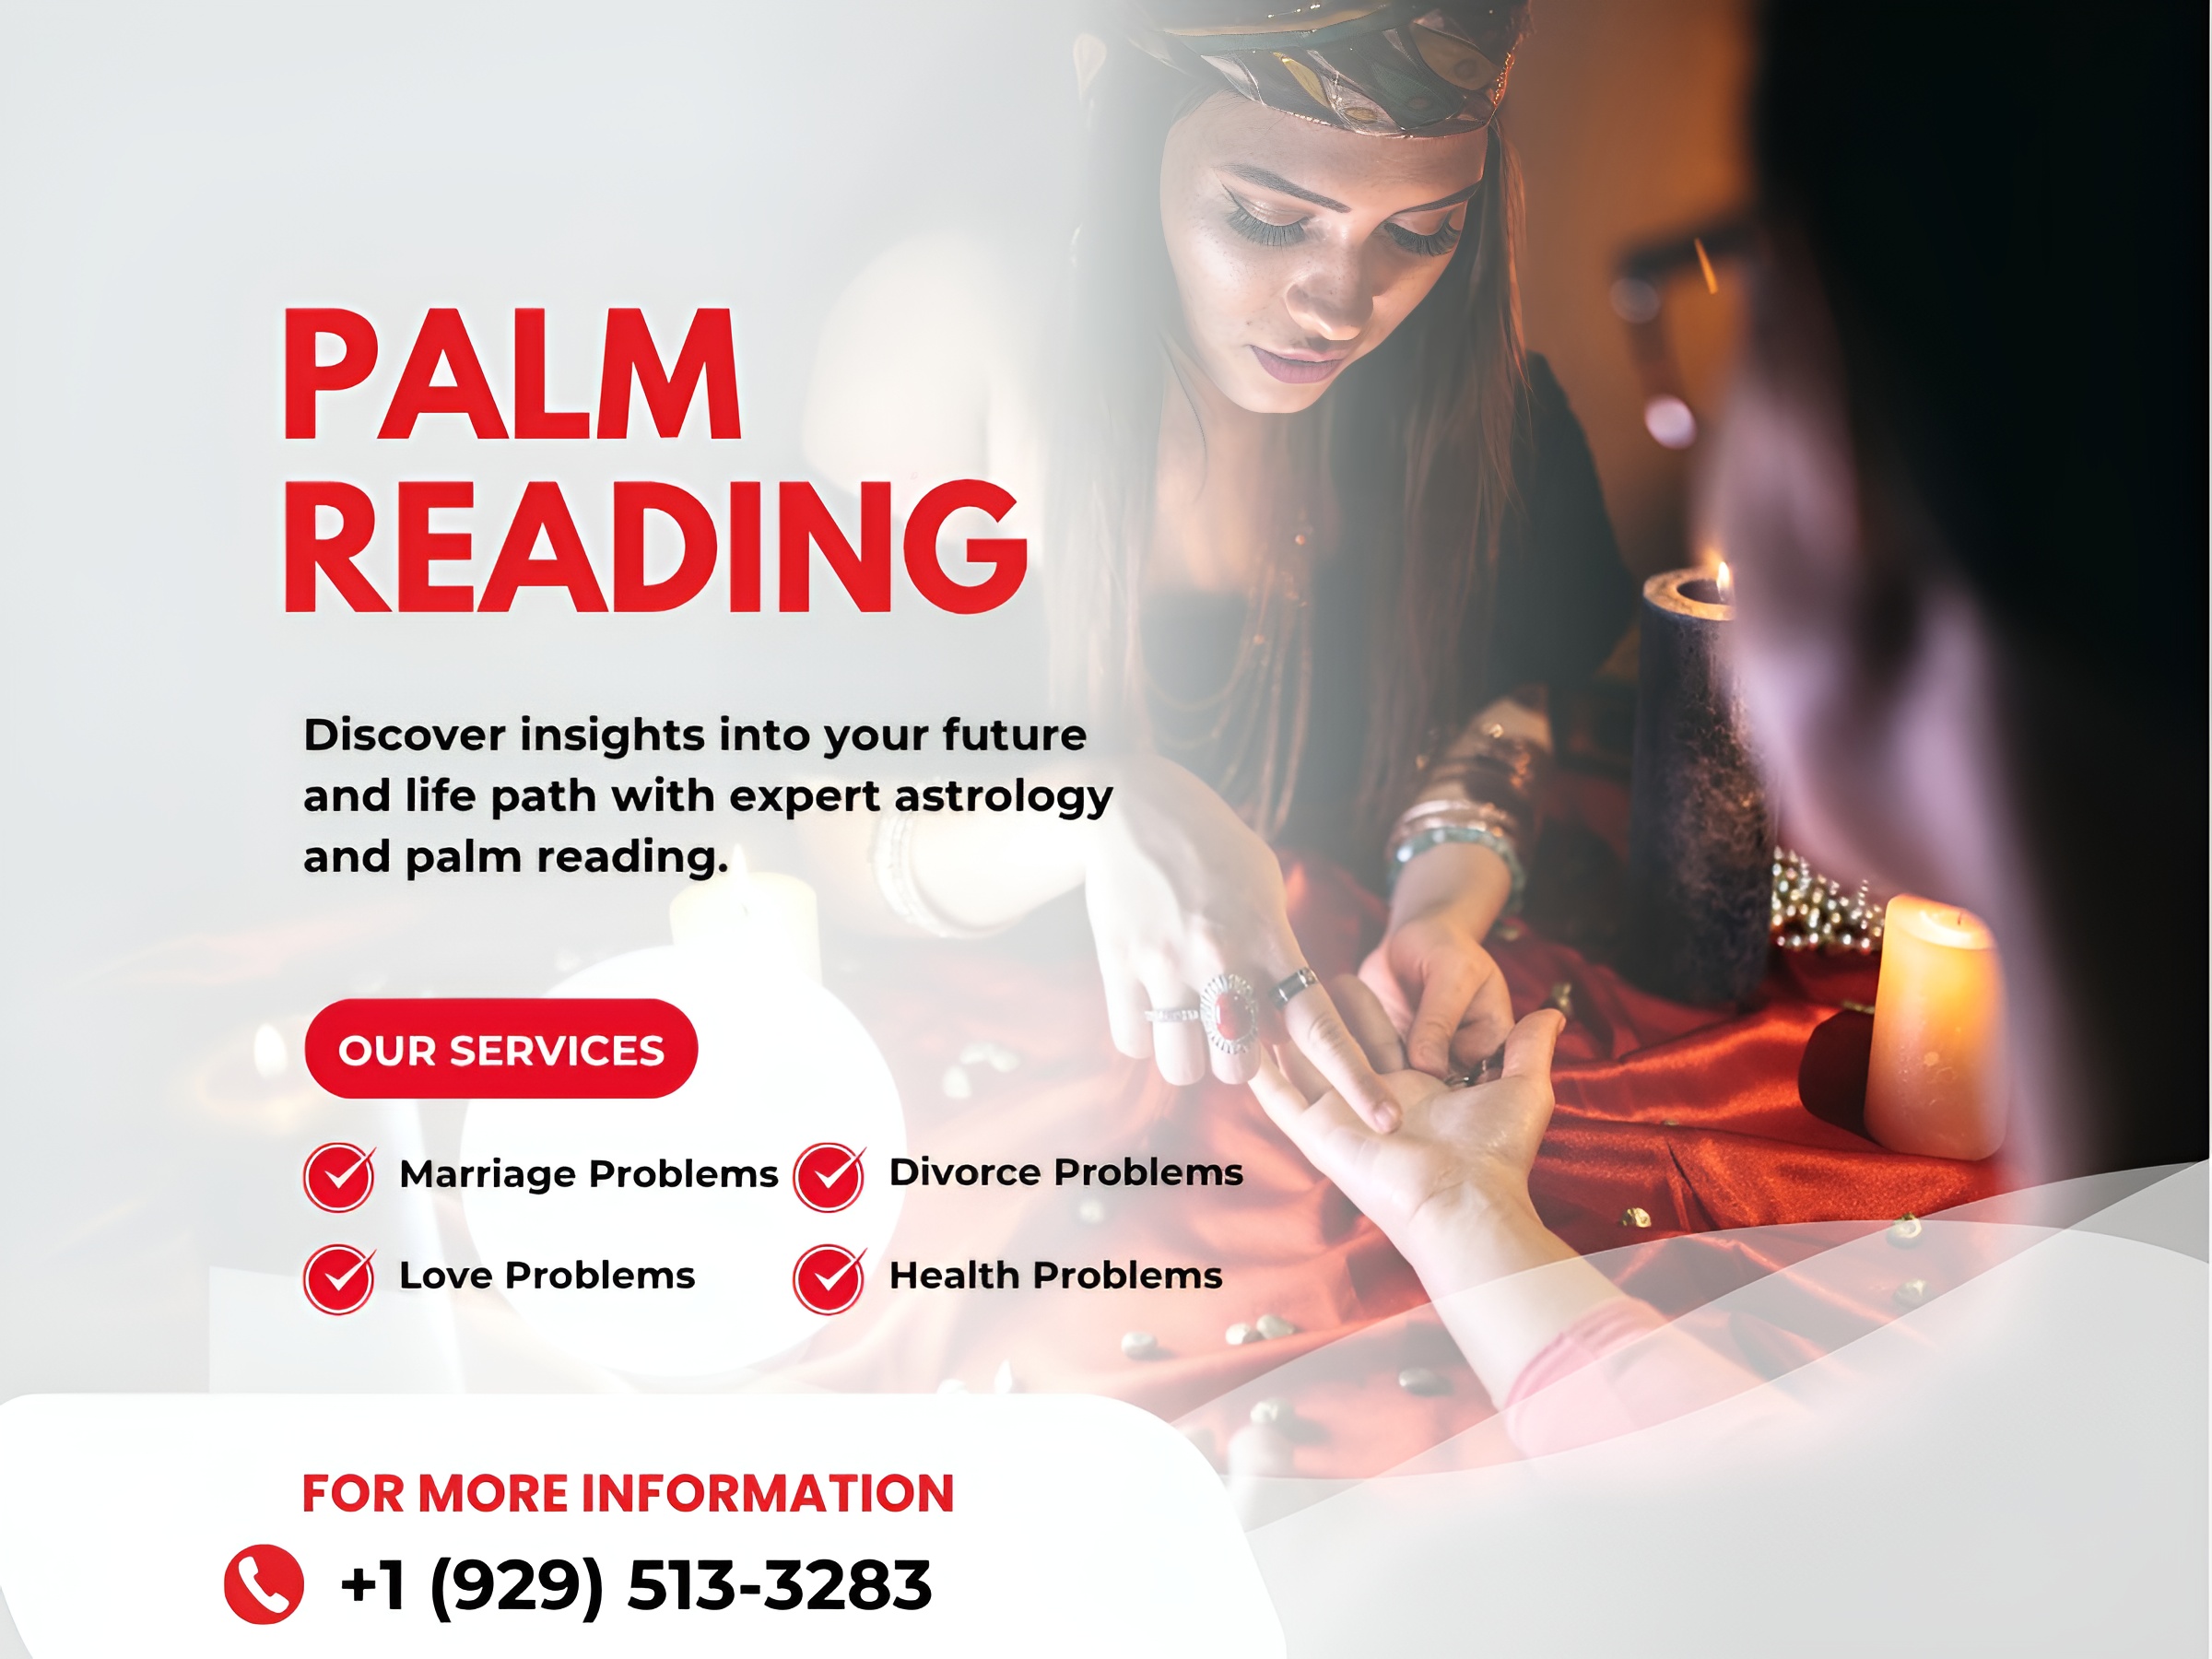 PALM
READING
Discover insights into your future
and life path with expert astrology
and palm reading.
OUR SERVICES
Marriage Problems
Divorce Problems
Love Problems
Health Problems
FOR MORE INFORMATION
+1 (929) 513-3283